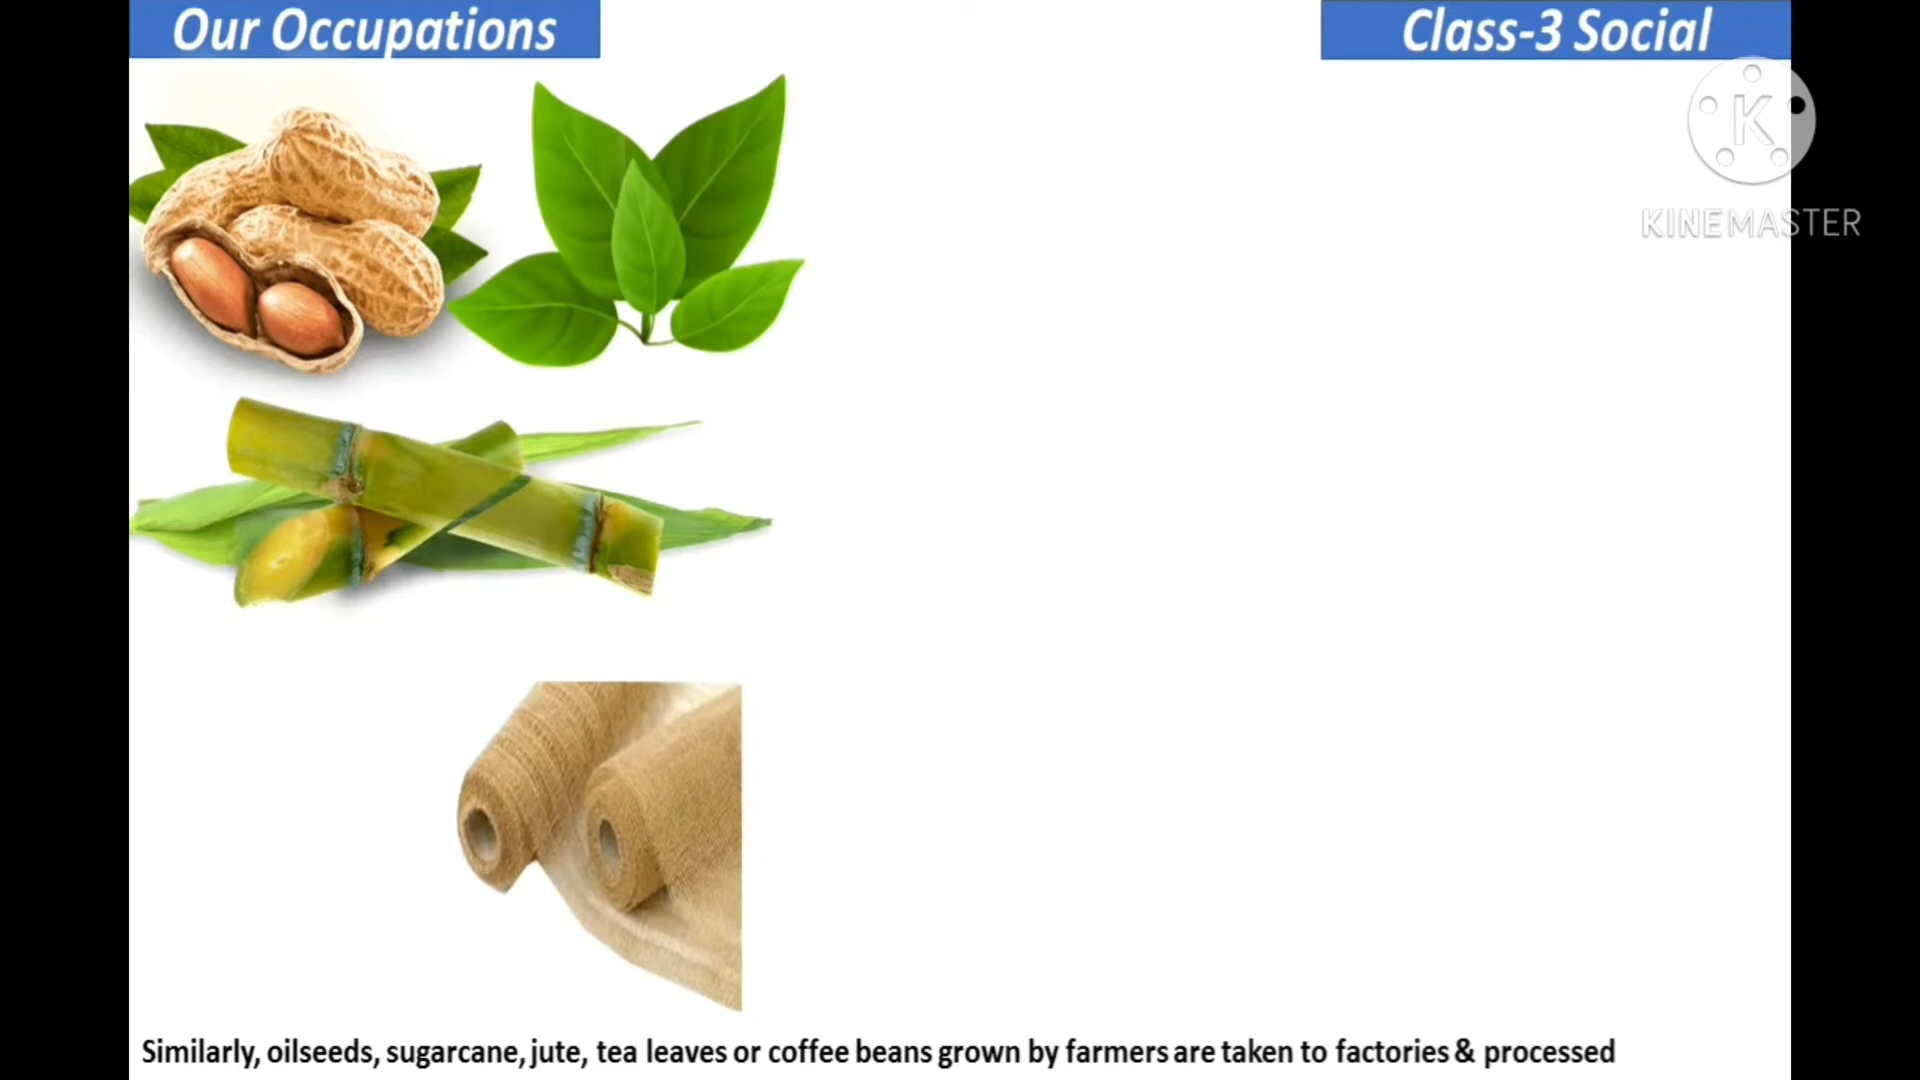 Our Occupations
Class-3 Social
K
KINEMASTER
Similarly, oilseeds, sugarcane, jute, tea leaves or coffee beans grown by farmers are taken to factories & processed